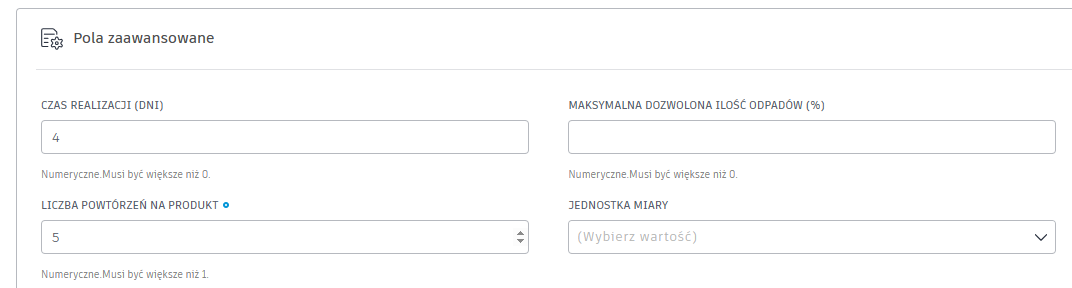 Pola zaawansowane
CZAS REALIZACJI (DNI)
MAKSYMALNA DOZWOLONA ILOŚĆ ODPADÓW (%)
4
Numeryczne.Musi być większe niż 0.
Numeryczne.Musi być większe niż 0.
LICZBA POWTÓRZEŃ NA PRODUKT
JEDNOSTKA MIARY
5
(Wybierz wartość)
Numeryczne.Musi być większe niż 1.